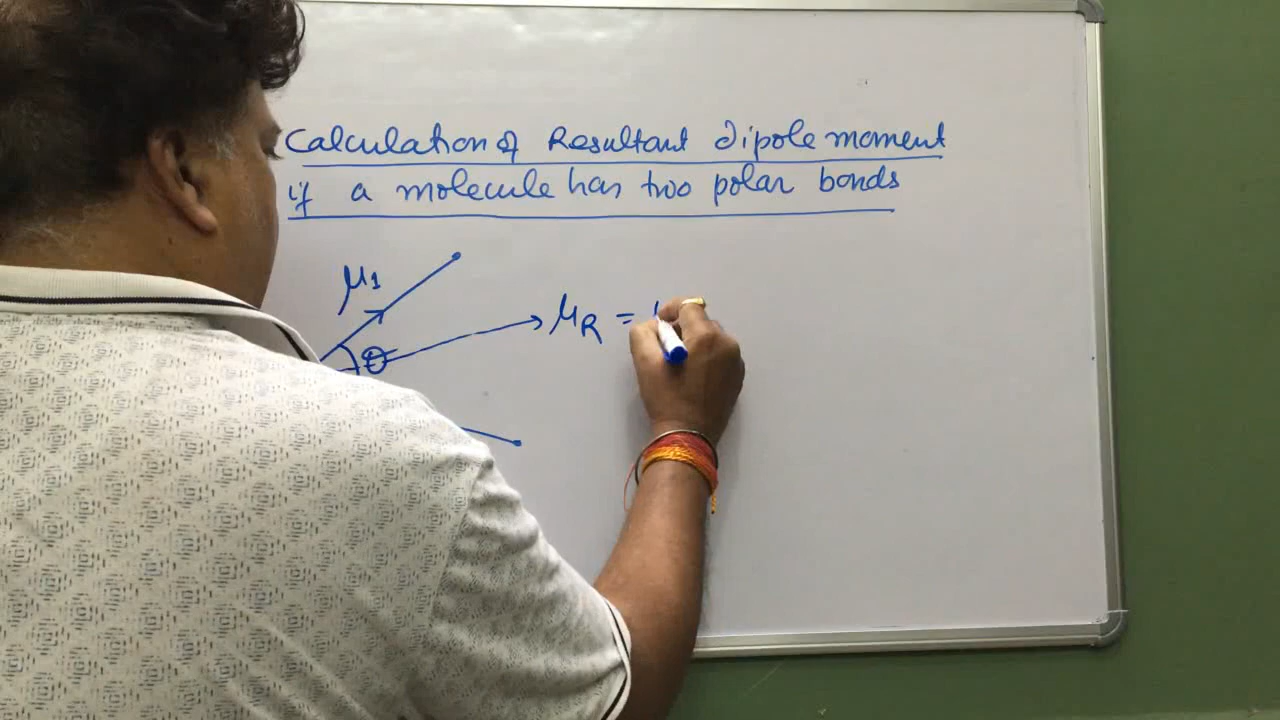 Calculation of Resultant dipole moment
if a molecule has two polar bonds
μ1
θ
μR =